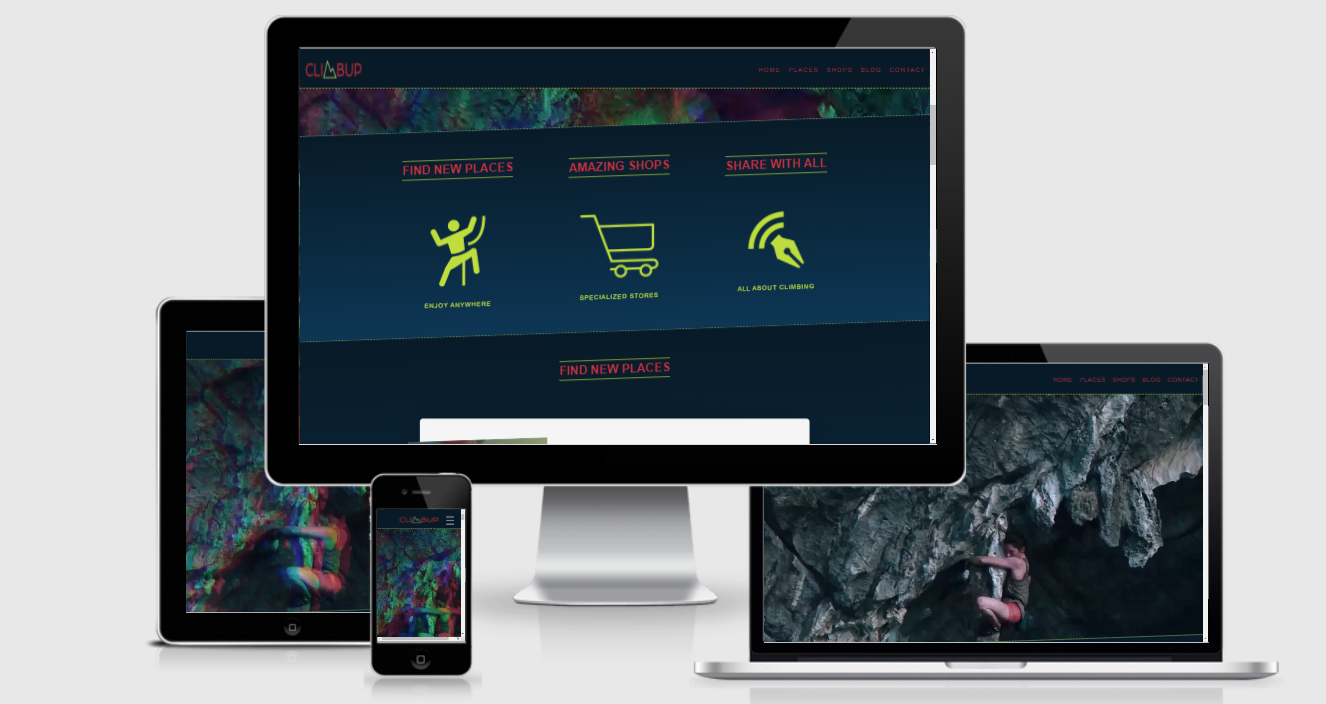 CLIMBUP
HOME PLACES SHOPS BLOG CONTACT
FIND NEW PLACES AMAZING SHOPS SHARE WITH ALL
ENJOY ANYWHERE SPECIALIZED STORES ALL ABOUT CLIMBING
FIND NEW PLACES
HOME PLACES SHOPS BLOG CONTACT
CLIMBUP